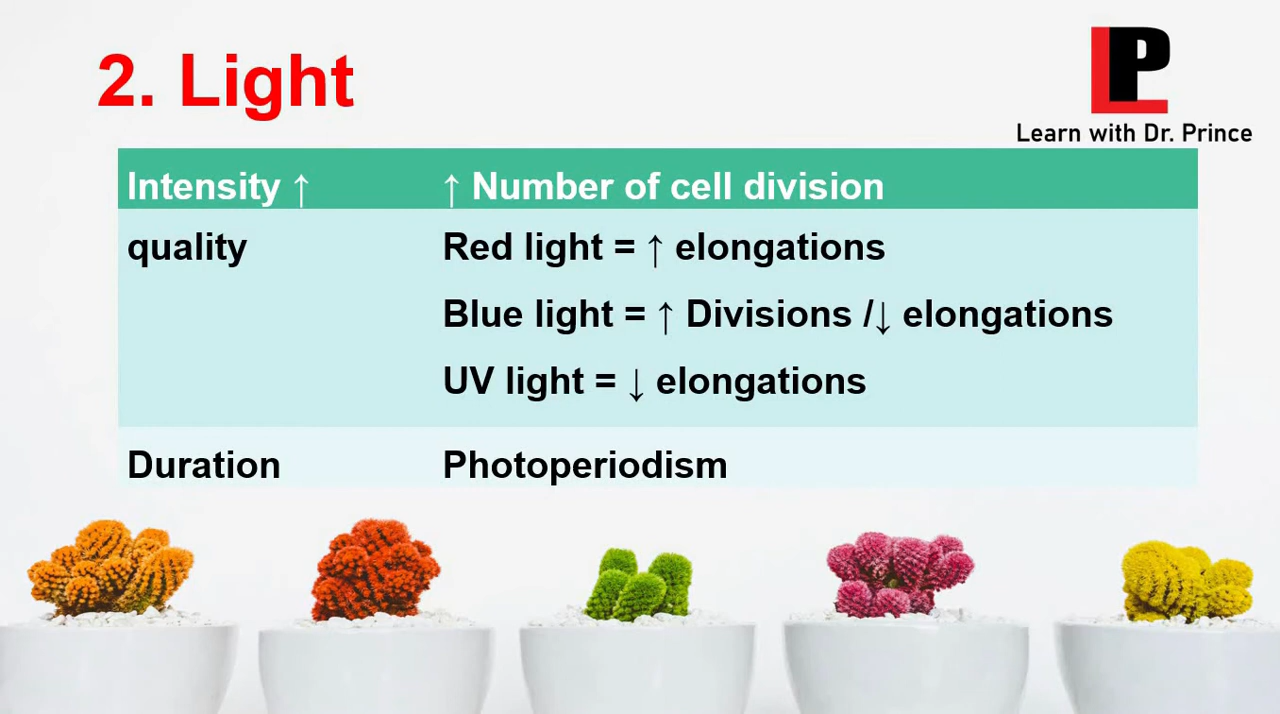 2. Light
LP
Learn with Dr. Prince
Intensity ↑ ↑ Number of cell division
quality Red light = ↑ elongations
Blue light = ↑ Divisions /↓ elongations
UV light = ↓ elongations
Duration Photoperiodism